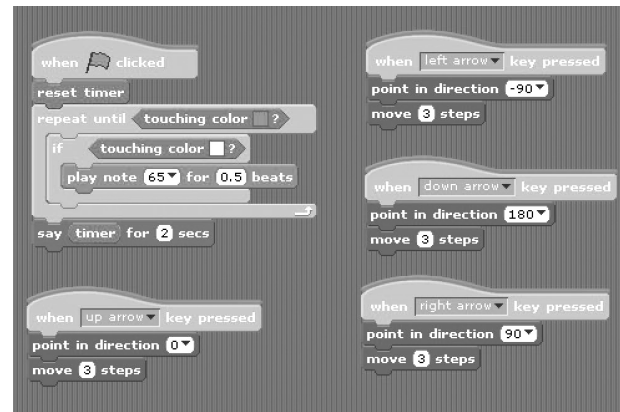 when clicked
reset timer
repeat until touching color ?
if touching color ?
play note 65 for 0.5 beats
say timer for 2 secs
when up arrow key pressed
point in direction 0
move 3 steps
when left arrow key pressed
point in direction -90
move 3 steps
when down arrow key pressed
point in direction 180
move 3 steps
when right arrow key pressed
point in direction 90
move 3 steps